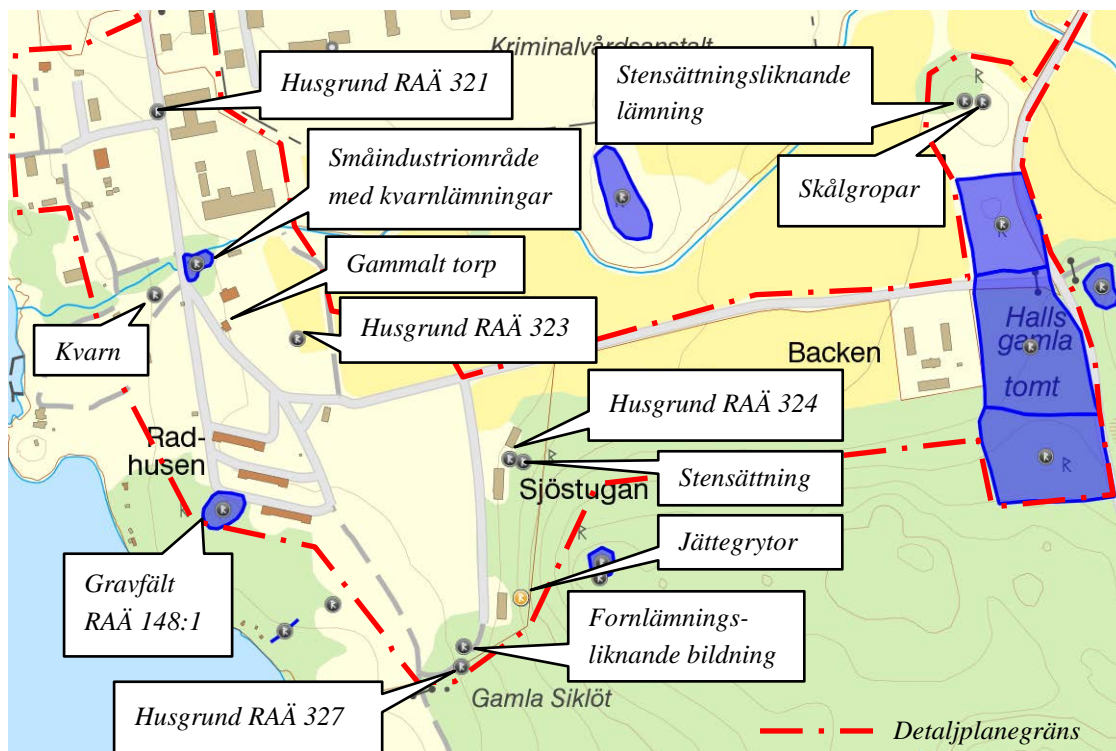 Kriminalvårdsanstalt
Husgrund RAÄ 321
Stensättningsliknande
lämning
Småindustriområde
med kvarnlämningar
Skålgropar
Gammalt torp
Husgrund RAÄ 323
Kvarn
Backen
Halls
gamla
tomt
Husgrund RAÄ 324
Rad-
husen
Stensättning
Sjöstugan
Jättegrytor
Gravfält
RAÄ 148:1
Fornlämnings-
liknande bildning
Husgrund RAÄ 327
Gamla Siklöt
Detaljplanegräns